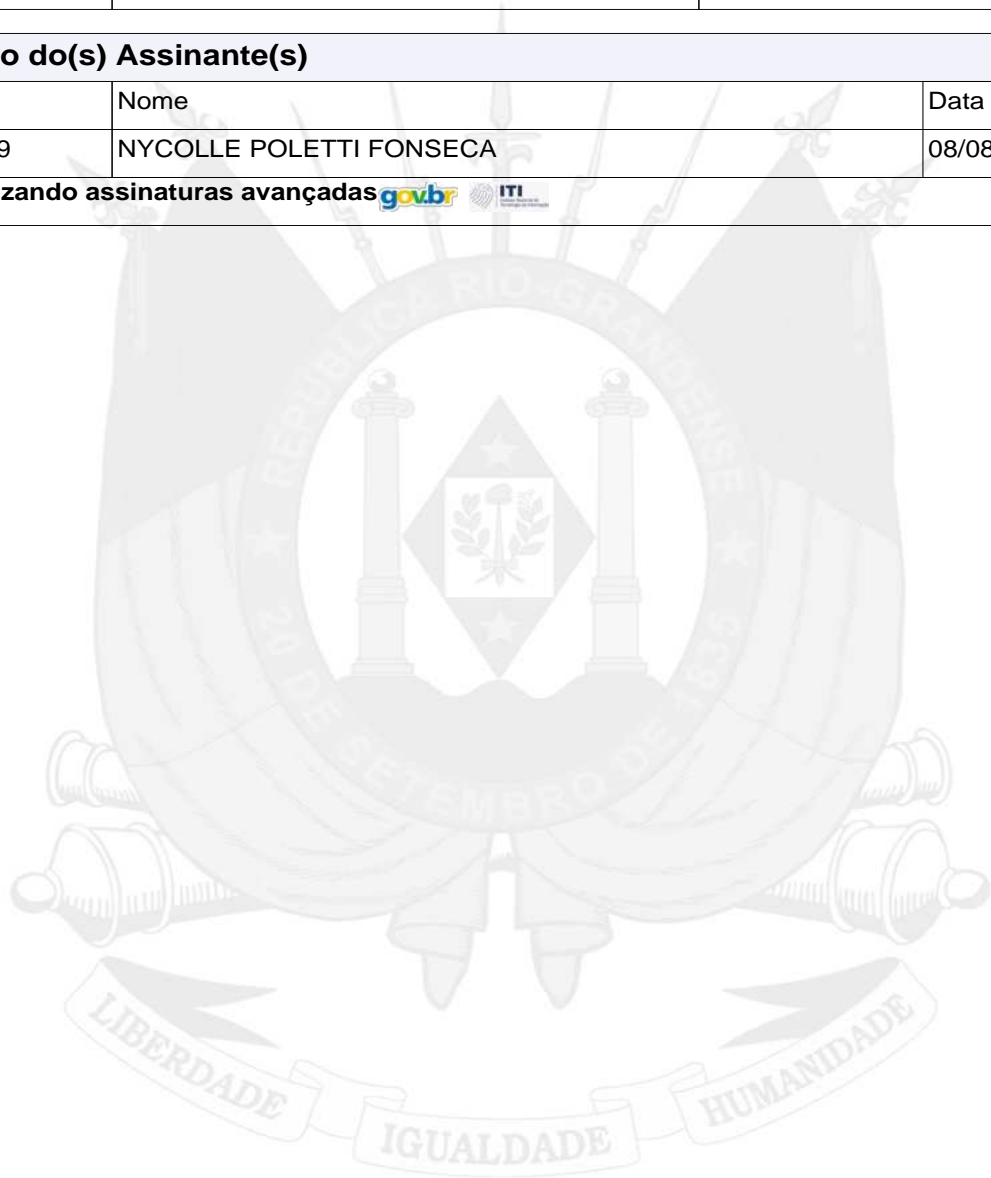 o do(s) Assinante(s)
Nome Data
9 NYCOLLE POLETTI FONSECA 08/08
zando assinaturas avançadas gov.br ITI
REPUBLICA RIO-GRANDENSE
20 DE SETEMBRO DE 1835
LIBERDADE IGUALDADE HUMANIDADE